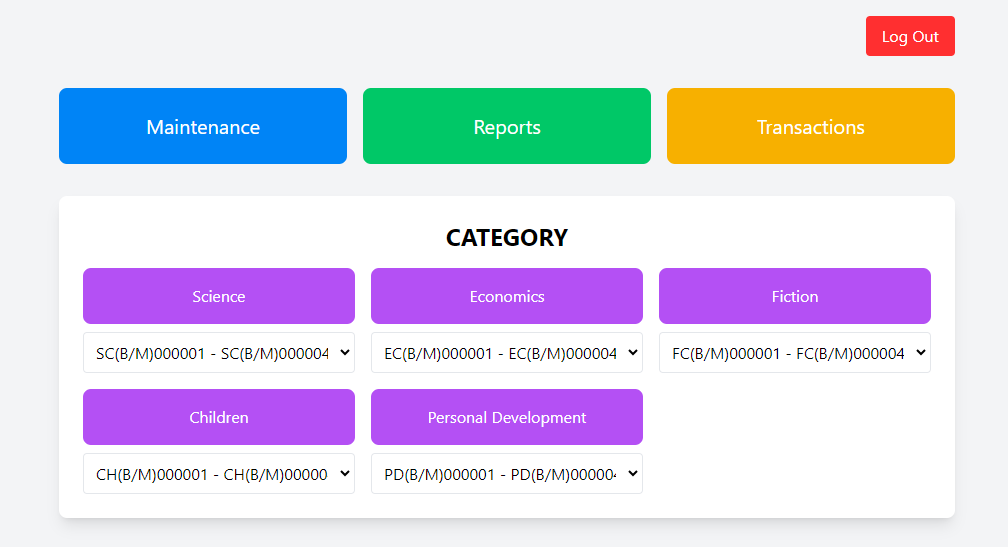 Log Out
Maintenance
Reports
Transactions
CATEGORY
Science
Economics
Fiction
SC(B/M)000001 - SC(B/M)000004
EC(B/M)000001 - EC(B/M)000004
FC(B/M)000001 - FC(B/M)000004
Children
Personal Development
CH(B/M)000001 - CH(B/M)00000
PD(B/M)000001 - PD(B/M)000004